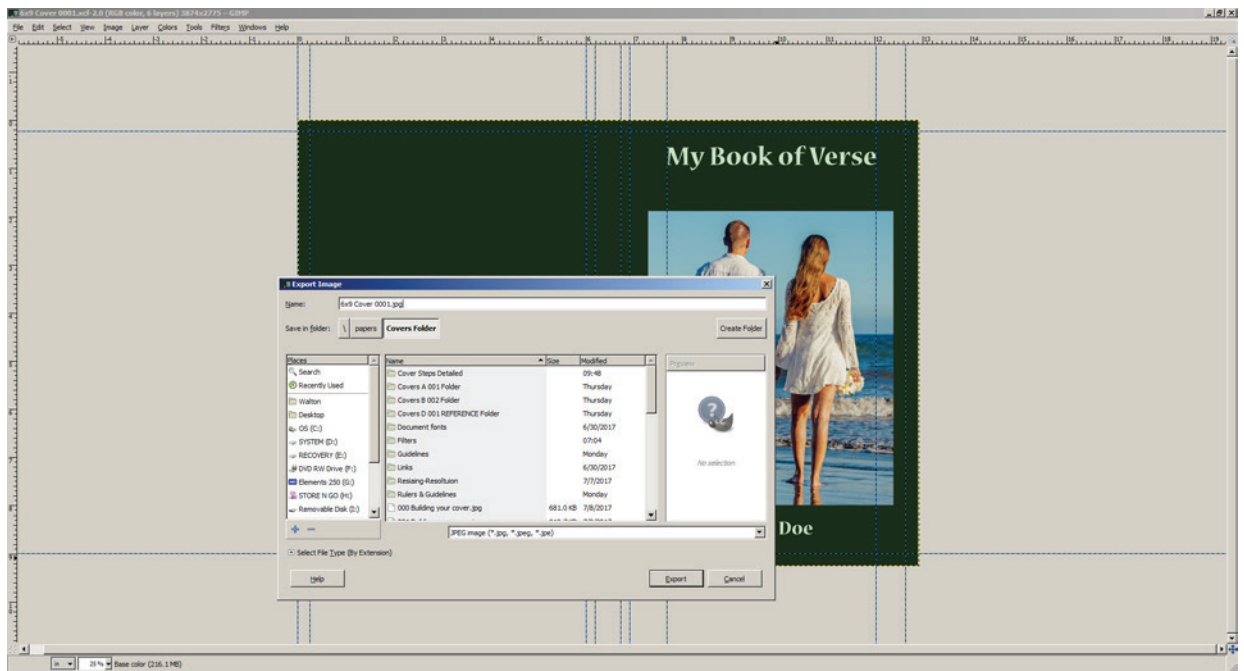 6x9 Cover 0001.xcf-2.0 (RGB color, 6 layers) 3874x2775 – GIMP
File Edit Select View Image Layer Colors Tools Filters Windows Help
My Book of Verse
Export Image
Name: 6x9 Cover 0001.jpg
Save in folder: \ papers Covers Folder Create Folder
Places Name Size Modified Preview
Search Cover Steps Detailed 09:48
Recently Used Covers A 001 Folder Thursday
Walton Covers B 002 Folder Thursday
Desktop Covers D 001 REFERENCE Folder Thursday
OS (C:) Document fonts 6/30/2017
SYSTEM (D:) Filters 07:04
RECOVERY (E:) Guidelines Monday
DVD RW Drive (F:) Links 6/30/2017 No selection
Elements 250 (G:) Resiaing-Resoltuion 7/7/2017
STORE N GO (H:) Rulers & Guidelines Monday
Removable Disk (I:) 000 Building your cover.jpg 681.0 KB 7/8/2017
JPEG image (*.jpg, *.jpeg, *.jpe)
Doe
Select File Type (By Extension)
Help Export Cancel
in 25% Base color (216.1 MB)